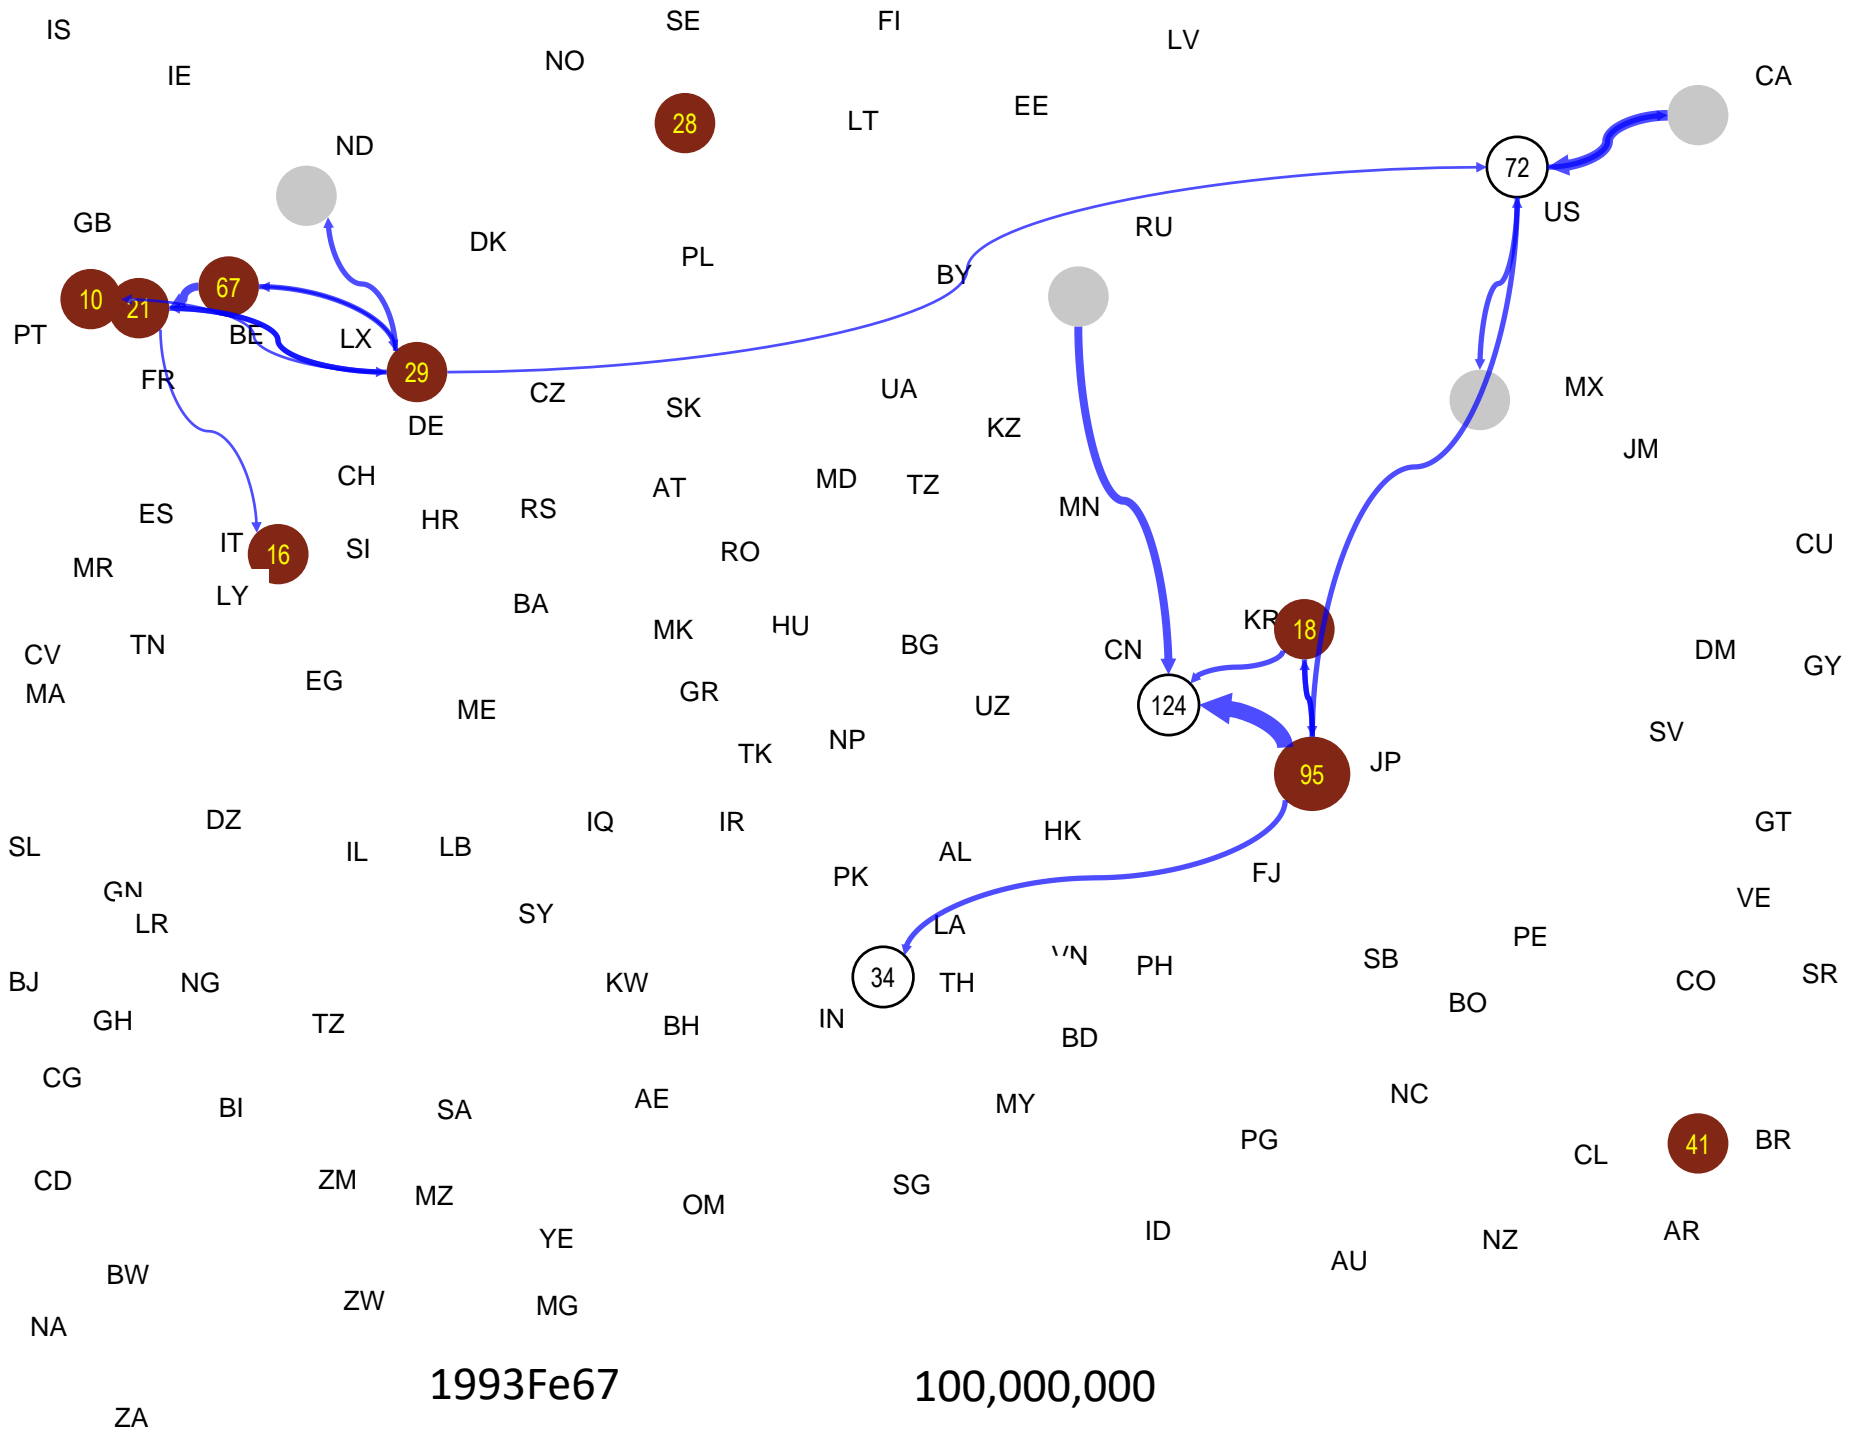 IS
SE
FI
LV
NO
IE
CA
EE
LT
28
ND
72
US
GB
RU
DK
PL
BY
67
10
21
PT
BE
LX
29
FR
DE
CZ
SK
UA
KZ
MX
JM
CH
AT
MD
TZ
MN
ES
HR
RS
IT
16
SI
RO
CU
MR
LY
BA
MK
HU
BG
KR
18
CN
DM
GY
CV
TN
MA
EG
ME
GR
UZ
124
SV
TK
NP
JP
95
DZ
IQ
IR
HK
GT
SL
IL
LB
AL
PK
FJ
GN
LR
SY
LA
VE
PE
VN
PH
SB
BJ
NG
KW
34
TH
CO
SR
BO
GH
TZ
BH
IN
BD
CG
BI
SA
AE
MY
NC
PG
41
BR
CL
CD
ZM
MZ
OM
SG
YE
ID
AU
NZ
AR
BW
ZW
MG
NA
1993Fe67
100,000,000
ZA